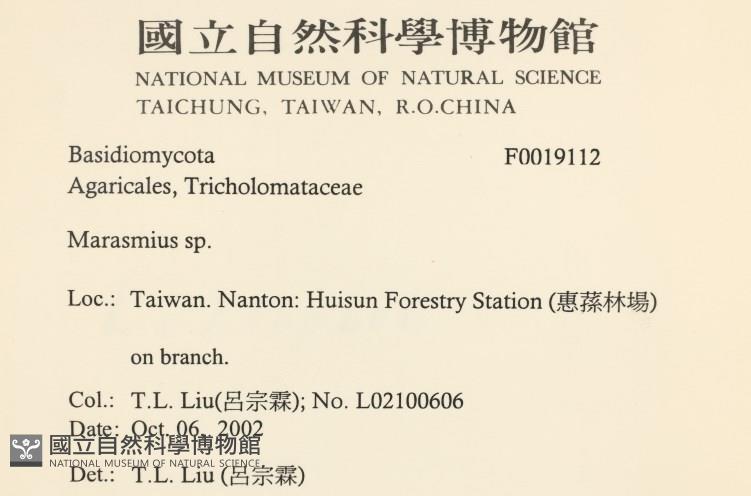 國立自然科學博物館
NATIONAL MUSEUM OF NATURAL SCIENCE
TAICHUNG, TAIWAN, R.O.CHINA
Basidiomycota F0019112
Agaricales, Tricholomataceae
Marasmius sp.
Loc.: Taiwan. Nanton: Huisun Forestry Station (惠蓀林場)
on branch.
Col.: T.L. Liu(呂宗霖); No. L02100606
Date: Oct. 06, 2002
國立自然科學博物館
NATIONAL MUSEUM OF NATURAL SCIENCE
Det.: T.L. Liu (呂宗霖)